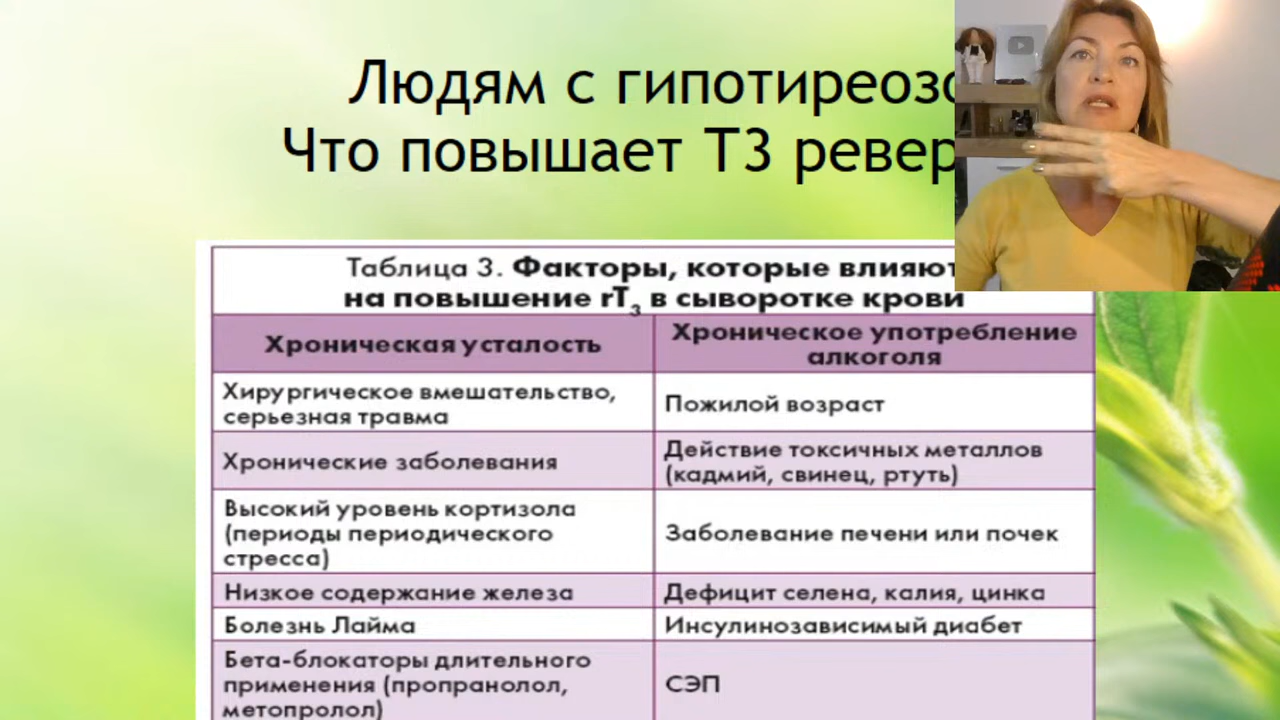 Людям с гипотиреозо
Что повышает Т3 ревер
Таблица 3. Факторы, которые влияют
на повышение rT₃ в сыворотке крови
Хроническая усталость
Хроническое употребление
алкоголя
Хирургическое вмешательство,
серьезная травма
Пожилой возраст
Хронические заболевания
Действие токсичных металлов
(кадмий, свинец, ртуть)
Высокий уровень кортизола
(периоды периодического
стресса)
Заболевание печени или почек
Низкое содержание железа
Дефицит селена, калия, цинка
Болезнь Лайма
Инсулинозависимый диабет
Бета-блокаторы длительного
применения (пропранолол,
метопролол)
СЭП